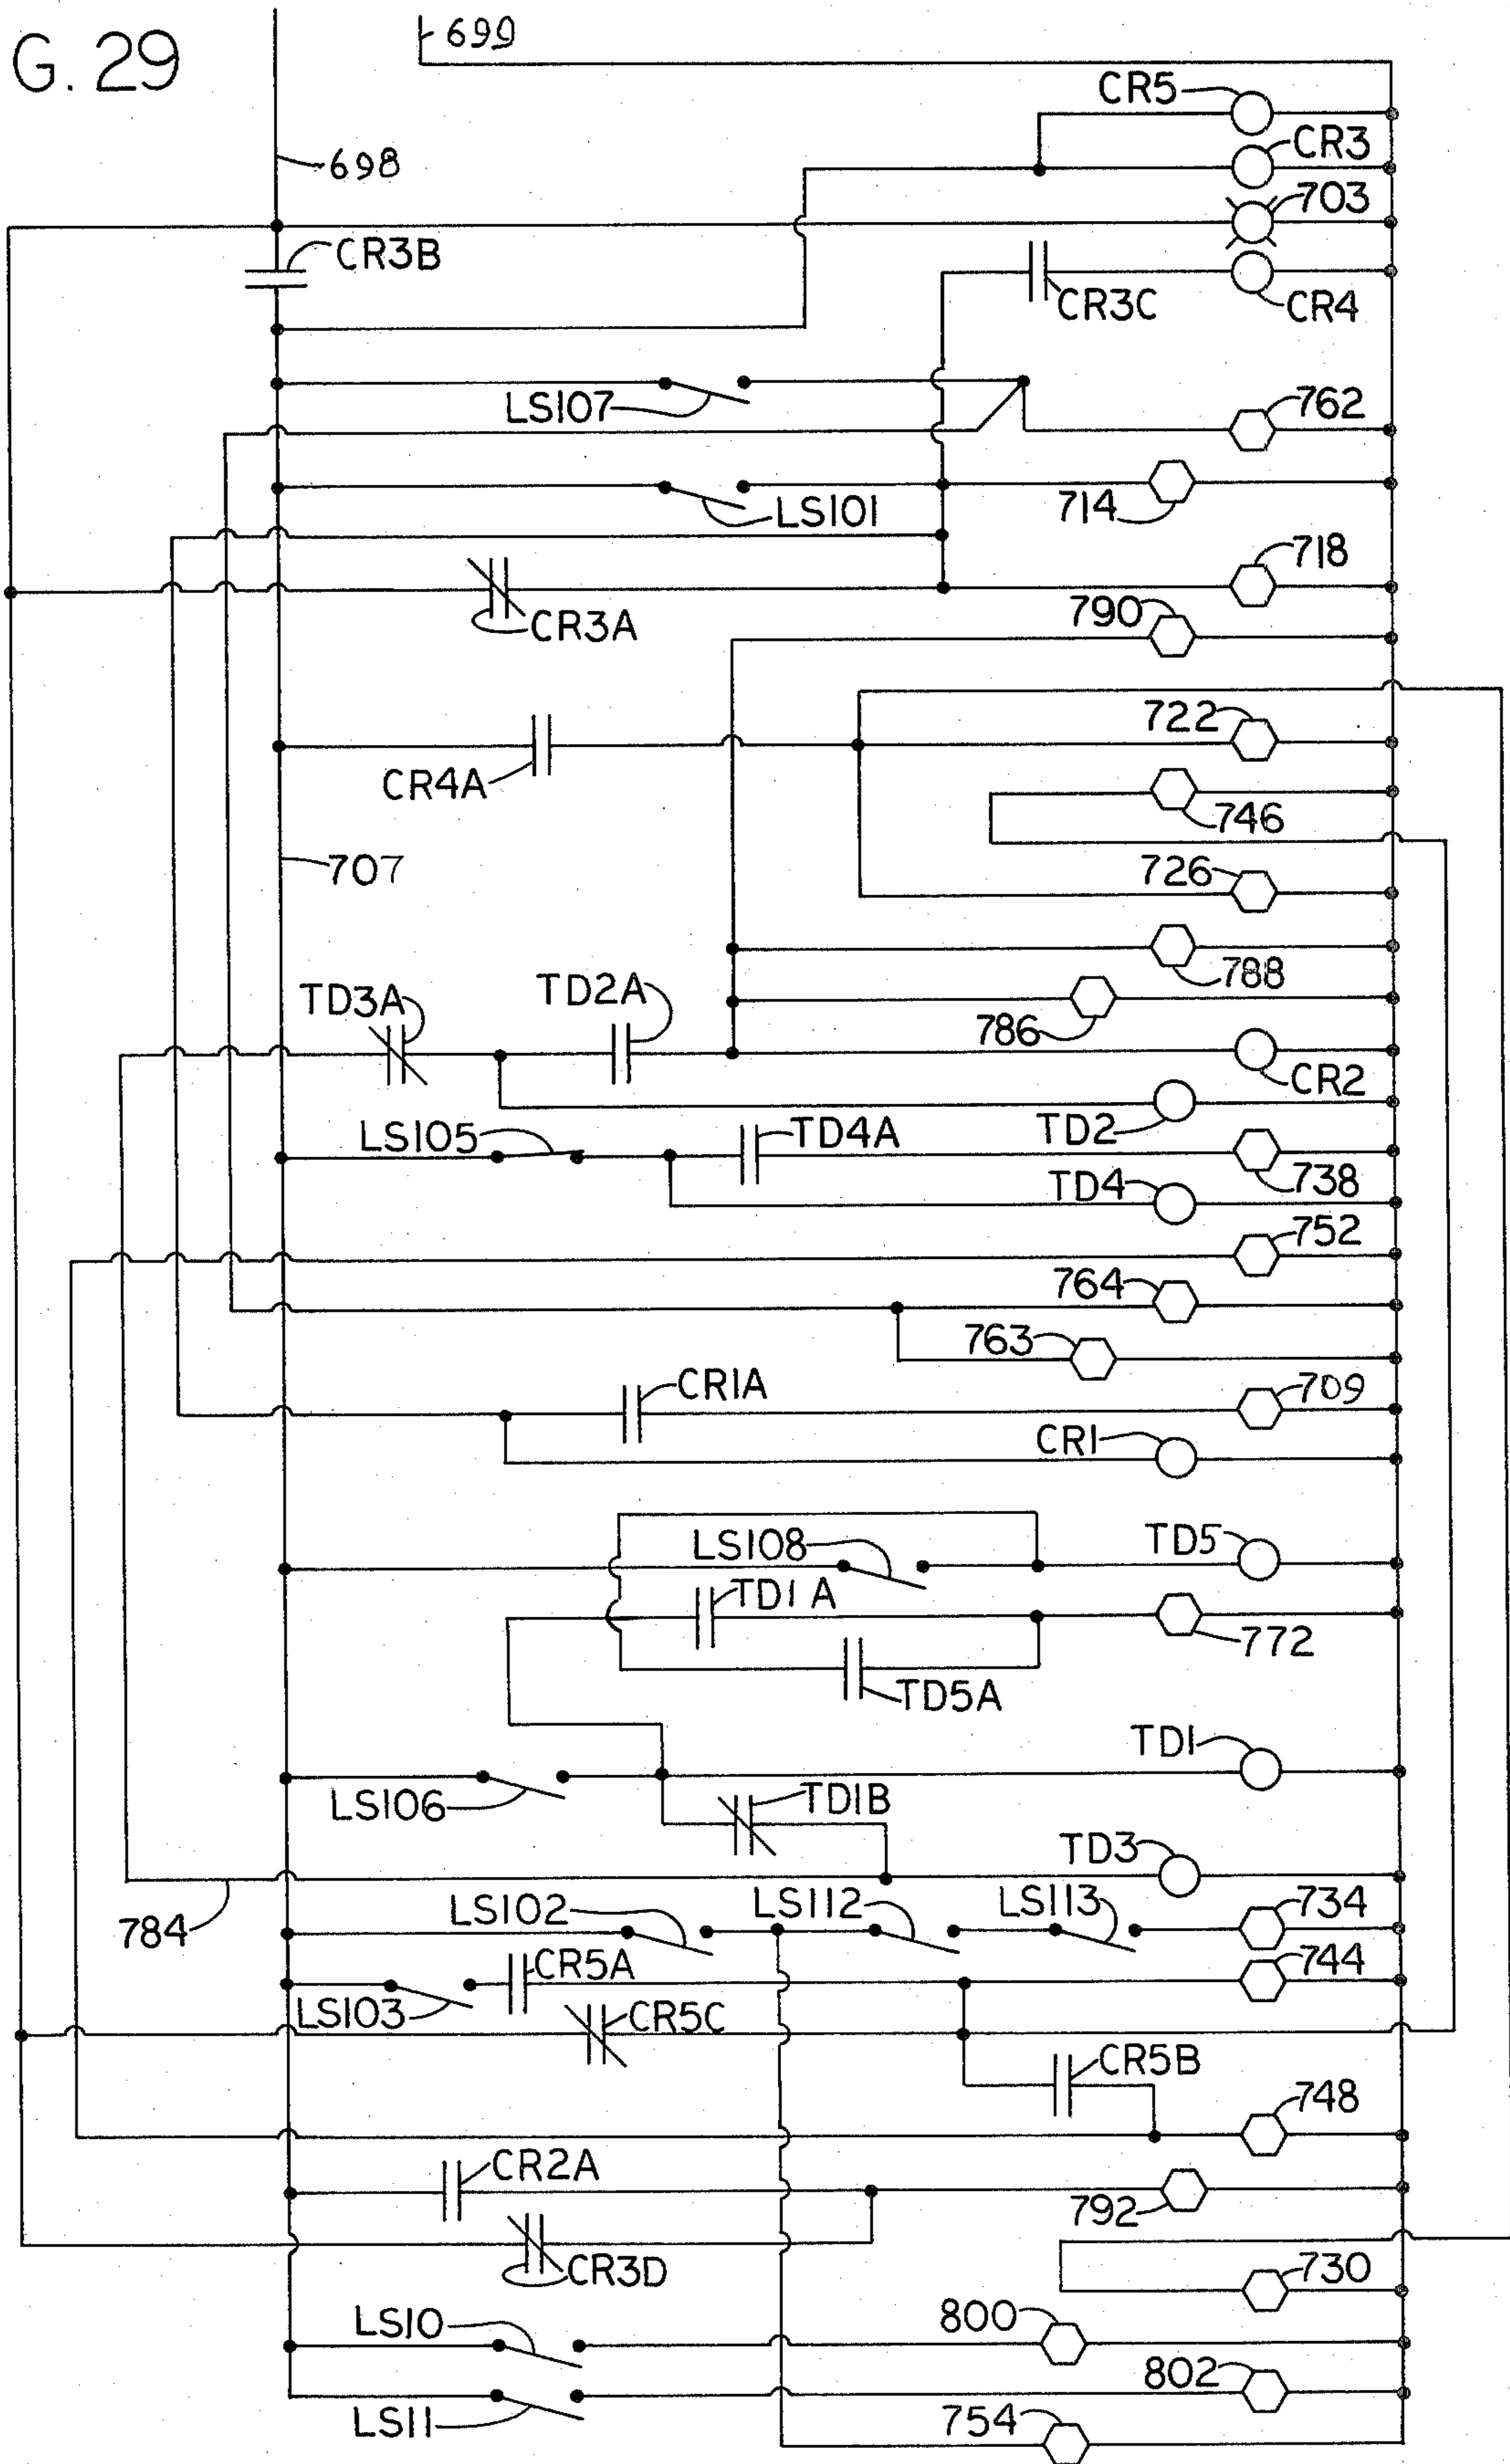 G. 29
699
CR5
CR3
698
703
CR3B
CR3C
CR4
LS107
762
LS101
714
718
CR3A
790
722
CR4A
746
707
726
788
TD3A
TD2A
786
CR2
TD2
LS105
TD4A
738
TD4
752
764
763
CR1A
709
CR1
LS108
TD5
TD1A
772
TD5A
TD1
LS106
TD1B
TD3
784
LS102
LS112
LS113
734
CR5A
744
LS103
CR5C
CR5B
748
CR2A
792
CR3D
730
LS10
800
802
LS11
754